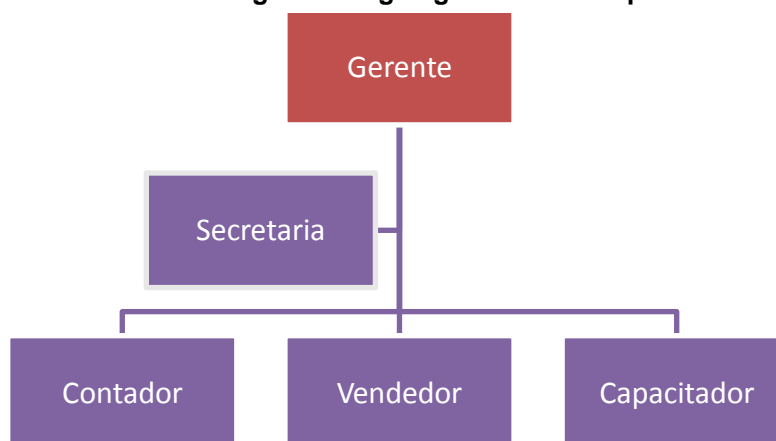 Gerente
Secretaria
Contador
Vendedor
Capacitador